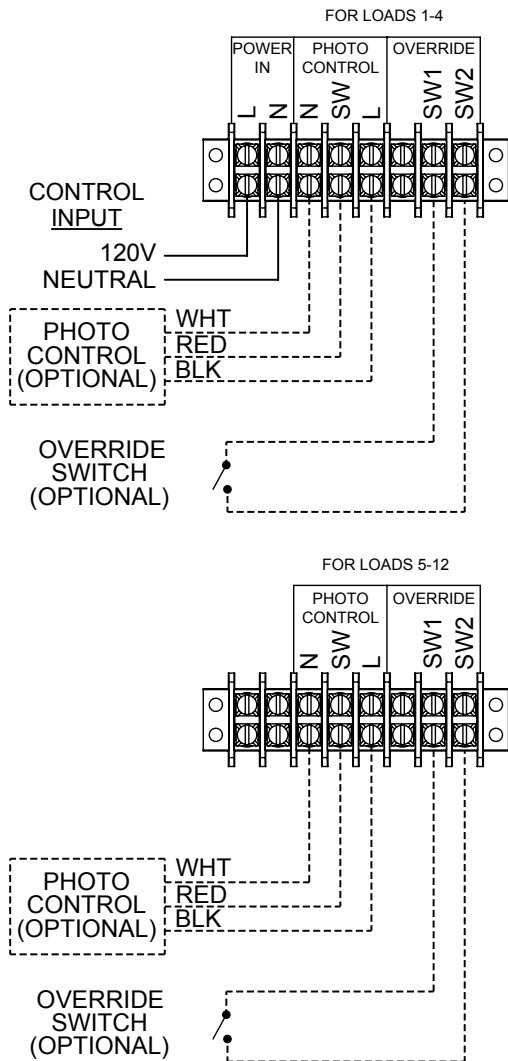 FOR LOADS 1-4
POWER IN
PHOTO CONTROL
OVERRIDE
L
N
N
SW
L
SW1
SW2
CONTROL
INPUT
120V
NEUTRAL
PHOTO
CONTROL
(OPTIONAL)
WHT
RED
BLK
OVERRIDE
SWITCH
(OPTIONAL)
FOR LOADS 5-12
PHOTO CONTROL
OVERRIDE
N
SW
L
SW1
SW2
PHOTO
CONTROL
(OPTIONAL)
WHT
RED
BLK
OVERRIDE
SWITCH
(OPTIONAL)